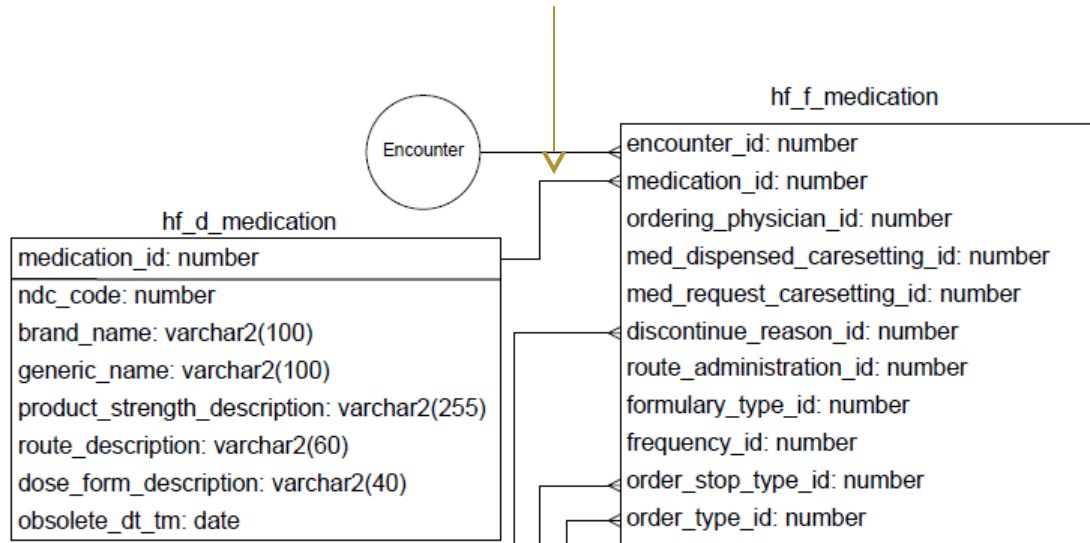 Encounter
hf_d_medication
medication_id: number
ndc_code: number
brand_name: varchar2(100)
generic_name: varchar2(100)
product_strength_description: varchar2(255)
route_description: varchar2(60)
dose_form_description: varchar2(40)
obsolete_dt_tm: date
hf_f_medication
encounter_id: number
medication_id: number
ordering_physician_id: number
med_dispensed_caresetting_id: number
med_request_caresetting_id: number
discontinue_reason_id: number
route_administration_id: number
formulary_type_id: number
frequency_id: number
order_stop_type_id: number
order_type_id: number